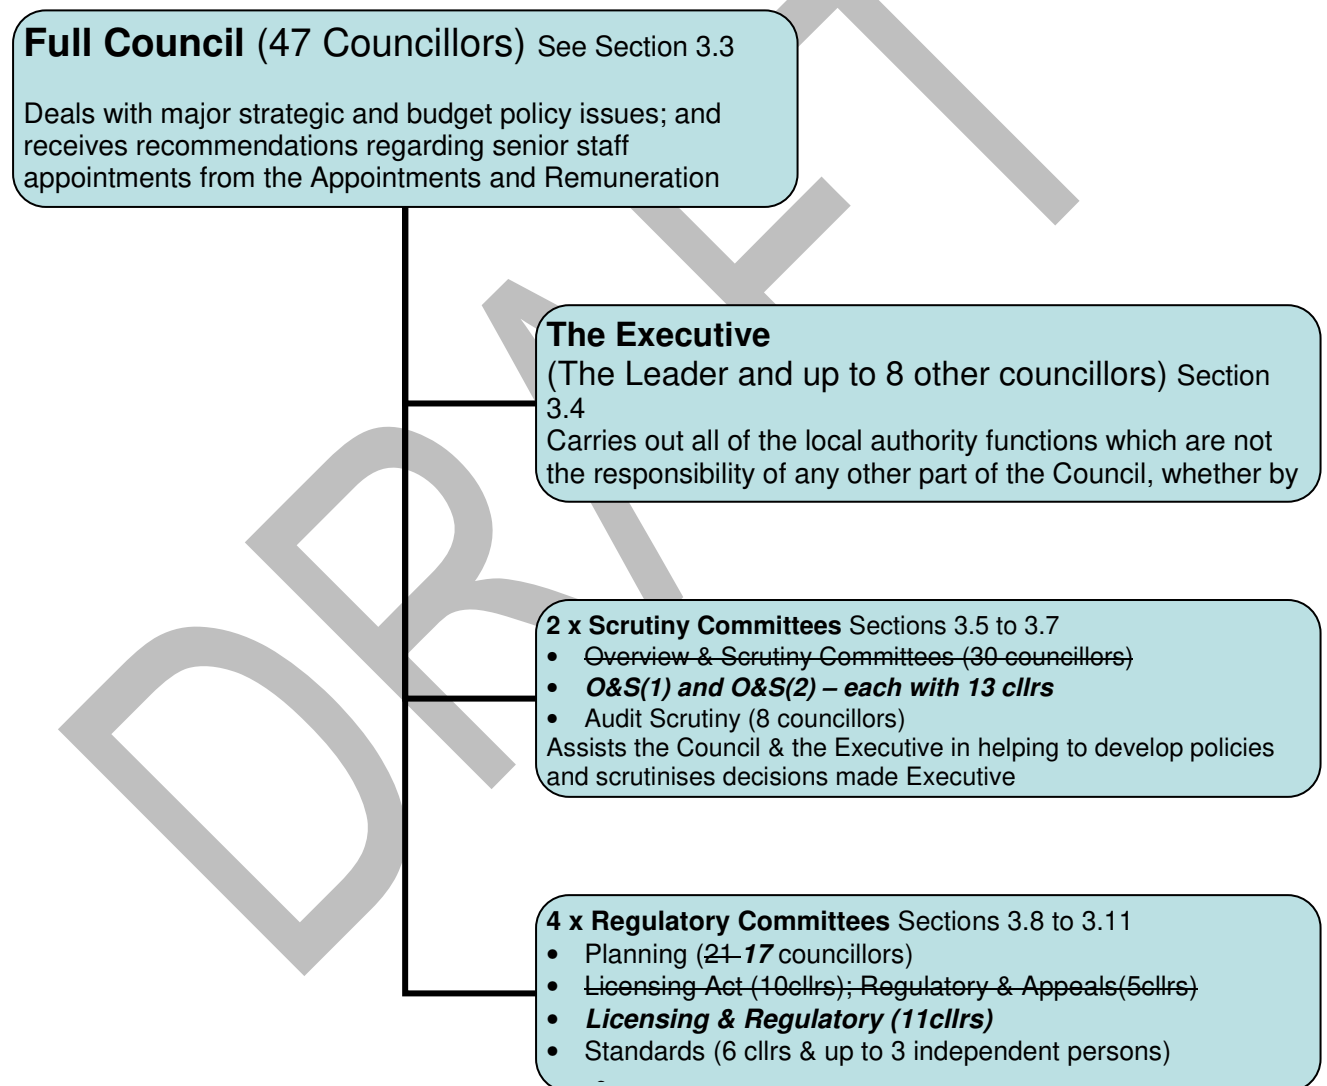 Full Council (47 Councillors) See Section 3.3
Deals with major strategic and budget policy issues; and
receives recommendations regarding senior staff
appointments from the Appointments and Remuneration
The Executive
(The Leader and up to 8 other councillors) Section
3.4
Carries out all of the local authority functions which are not
the responsibility of any other part of the Council, whether by
2 x Scrutiny Committees Sections 3.5 to 3.7
• Overview & Scrutiny Committees (30 councillors)
• O&S(1) and O&S(2) – each with 13 cllrs
• Audit Scrutiny (8 councillors)
Assists the Council & the Executive in helping to develop policies
and scrutinises decisions made Executive
4 x Regulatory Committees Sections 3.8 to 3.11
• Planning (21 17 councillors)
• Licensing Act (10cllrs); Regulatory & Appeals(5cllrs)
• Licensing & Regulatory (11cllrs)
• Standards (6 cllrs & up to 3 independent persons)
DRAFT